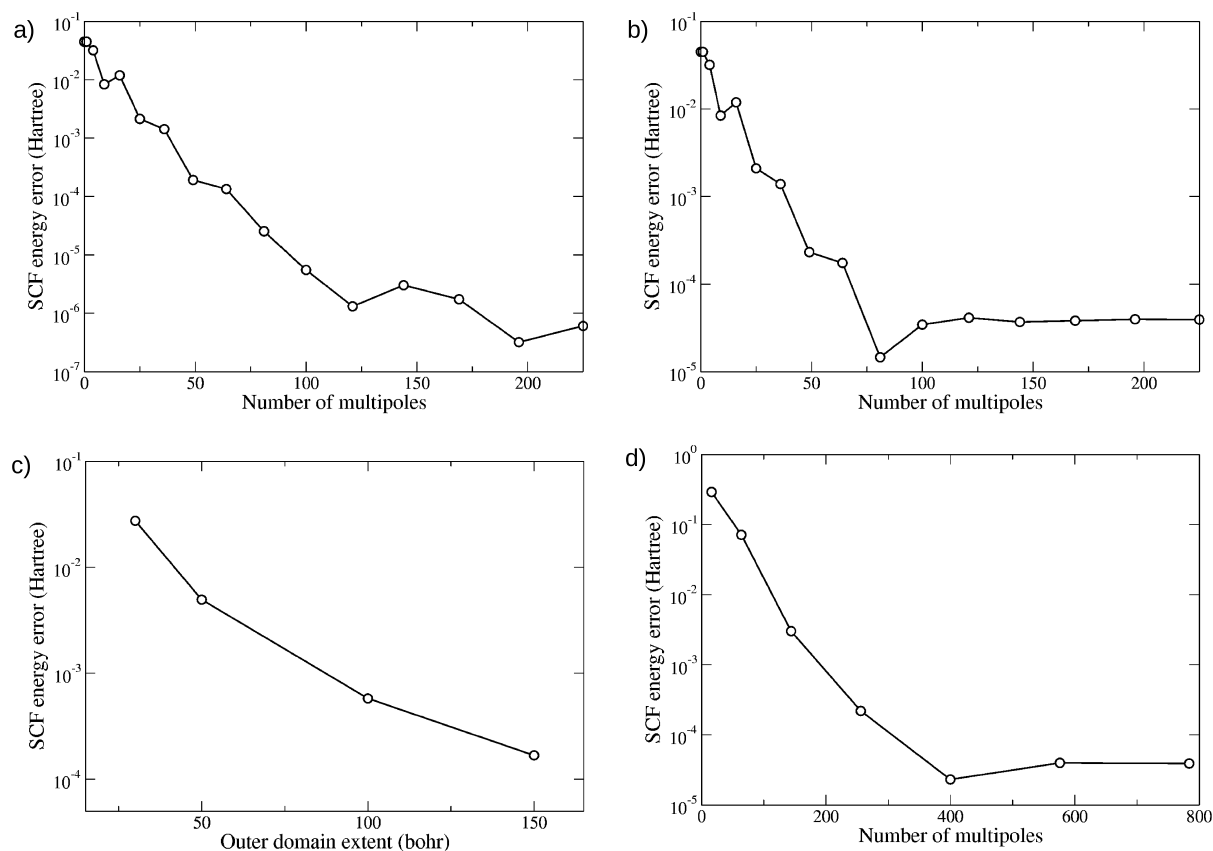 a)
10^-1
10^-2
10^-3
10^-4
10^-5
10^-6
10^-7
SCF energy error (Hartree)
0 50 100 150 200
Number of multipoles
b)
10^-1
10^-2
10^-3
10^-4
10^-5
SCF energy error (Hartree)
0 50 100 150 200
Number of multipoles
c)
10^-1
10^-2
10^-3
10^-4
SCF energy error (Hartree)
50 100 150
Outer domain extent (bohr)
d)
10^0
10^-1
10^-2
10^-3
10^-4
10^-5
SCF energy error (Hartree)
0 200 400 600 800
Number of multipoles